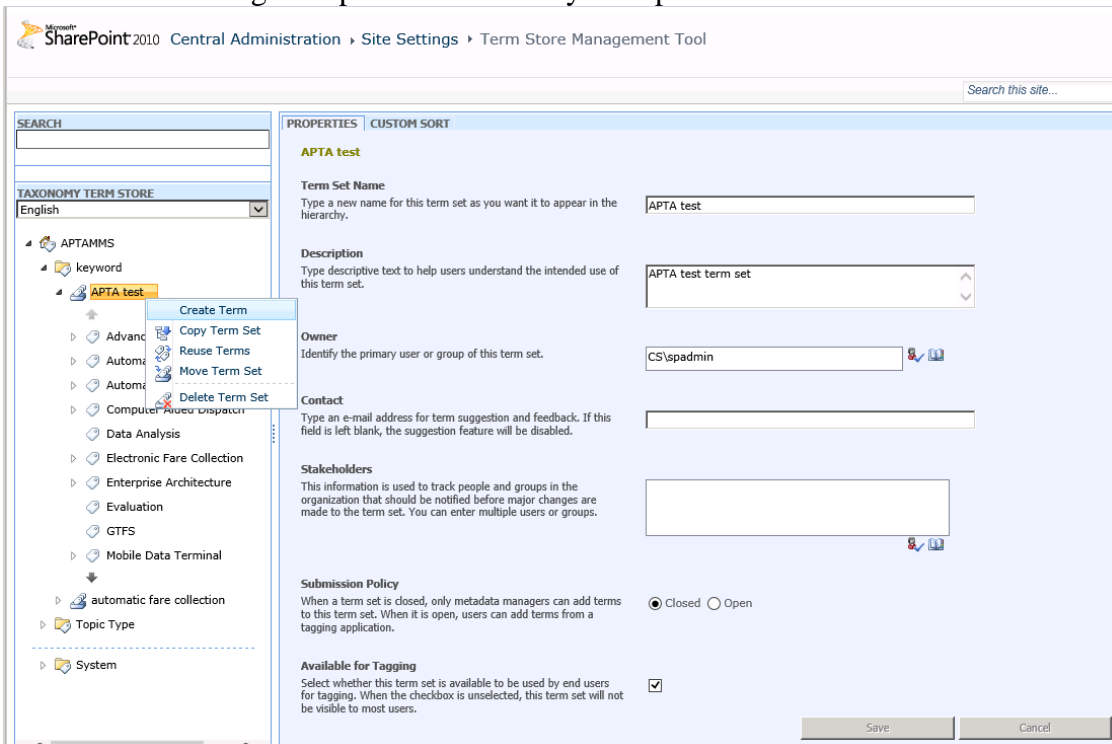 Microsoft
SharePoint 2010 Central Administration › Site Settings › Term Store Management Tool
Search this site...
SEARCH
TAXONOMY TERM STORE
English
APTAMMS
keyword
APTA test
Create Term
Copy Term Set
Reuse Terms
Move Term Set
Delete Term Set
Computer Aided Dispatch
Data Analysis
Electronic Fare Collection
Enterprise Architecture
Evaluation
GTFS
Mobile Data Terminal
automatic fare collection
Topic Type
System
PROPERTIES CUSTOM SORT
APTA test
Term Set Name
Type a new name for this term set as you want it to appear in the
hierarchy.
APTA test
Description
Type descriptive text to help users understand the intended use of
this term set.
APTA test term set
Owner
Identify the primary user or group of this term set.
CS\spadmin
Contact
Type an e-mail address for term suggestion and feedback. If this
field is left blank, the suggestion feature will be disabled.
Stakeholders
This information is used to track people and groups in the
organization that should be notified before major changes are
made to the term set. You can enter multiple users or groups.
Submission Policy
When a term set is closed, only metadata managers can add terms
to this term set. When it is open, users can add terms from a
tagging application.
Closed Open
Available for Tagging
Select whether this term set is available to be used by end users
for tagging. When the checkbox is unselected, this term set will not
be visible to most users.
Save Cancel